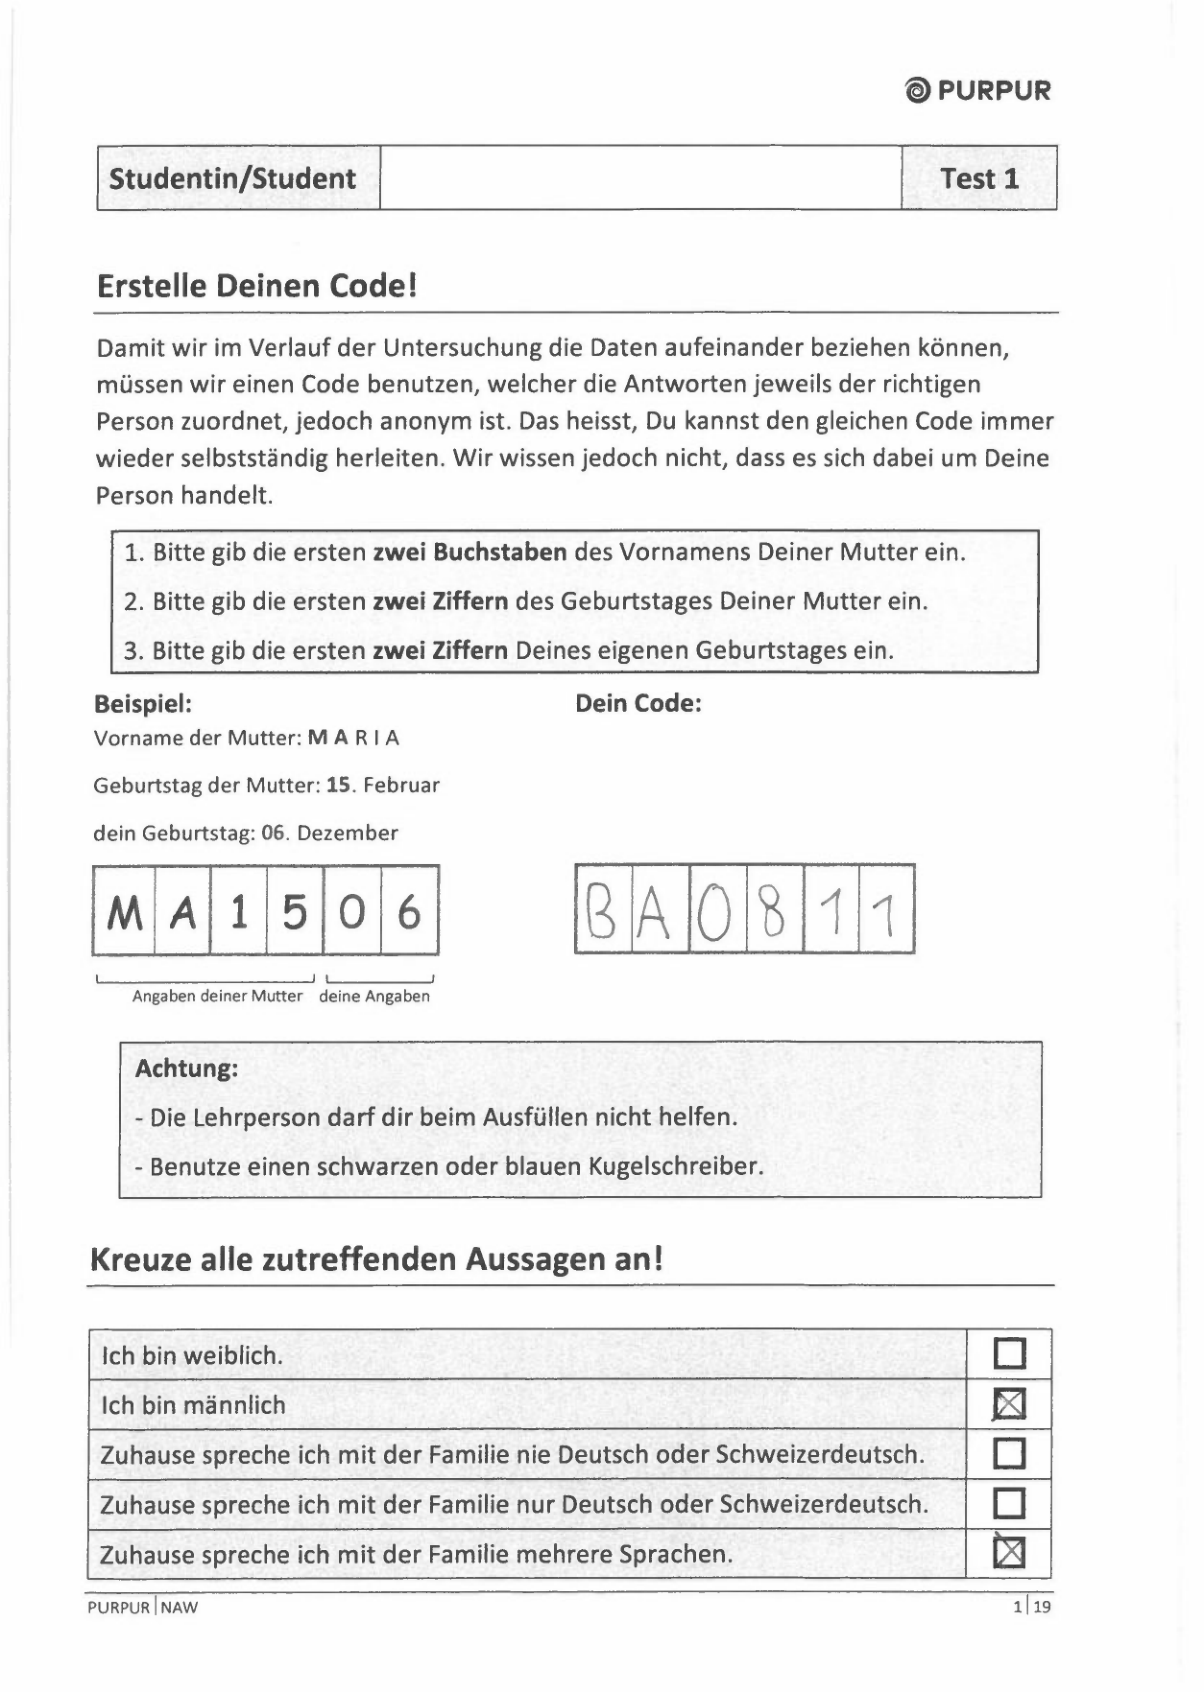 PURPUR
Studentin/Student Test 1
Erstelle Deinen Code!
Damit wir im Verlauf der Untersuchung die Daten aufeinander beziehen können,
müssen wir einen Code benutzen, welcher die Antworten jeweils der richtigen
Person zuordnet, jedoch anonym ist. Das heisst, Du kannst den gleichen Code immer
wieder selbstständig herleiten. Wir wissen jedoch nicht, dass es sich dabei um Deine
Person handelt.
1. Bitte gib die ersten zwei Buchstaben des Vornamens Deiner Mutter ein.
2. Bitte gib die ersten zwei Ziffern des Geburtstages Deiner Mutter ein.
3. Bitte gib die ersten zwei Ziffern Deines eigenen Geburtstages ein.
Beispiel: Dein Code:
Vorname der Mutter: M A R I A
Geburtstag der Mutter: 15. Februar
dein Geburtstag: 06. Dezember
M A 1 5 0 6 B A 0 8 1 1
Angaben deiner Mutter deine Angaben
Achtung:
- Die Lehrperson darf dir beim Ausfüllen nicht helfen.
- Benutze einen schwarzen oder blauen Kugelschreiber.
Kreuze alle zutreffenden Aussagen an!
Ich bin weiblich.
Ich bin männlich
Zuhause spreche ich mit der Familie nie Deutsch oder Schweizerdeutsch.
Zuhause spreche ich mit der Familie nur Deutsch oder Schweizerdeutsch.
Zuhause spreche ich mit der Familie mehrere Sprachen.
PURPUR|NAW 1|19